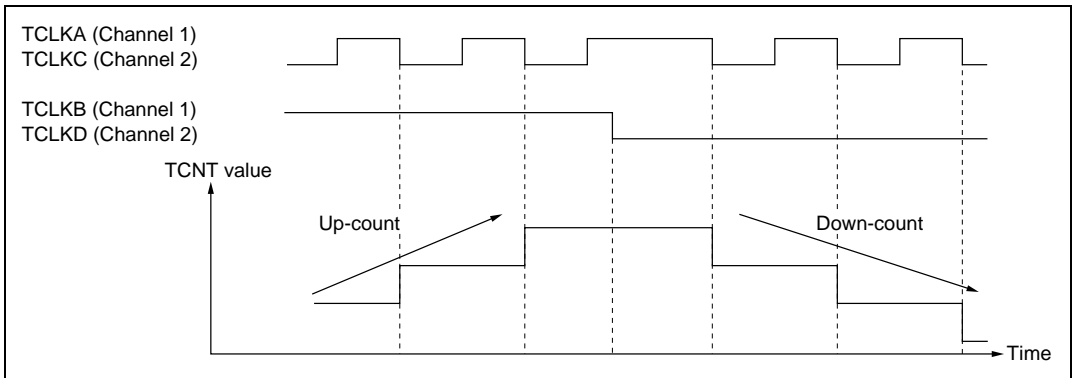 TCLKA (Channel 1)
TCLKC (Channel 2)
TCLKB (Channel 1)
TCLKD (Channel 2)
TCNT value
Up-count
Down-count
Time